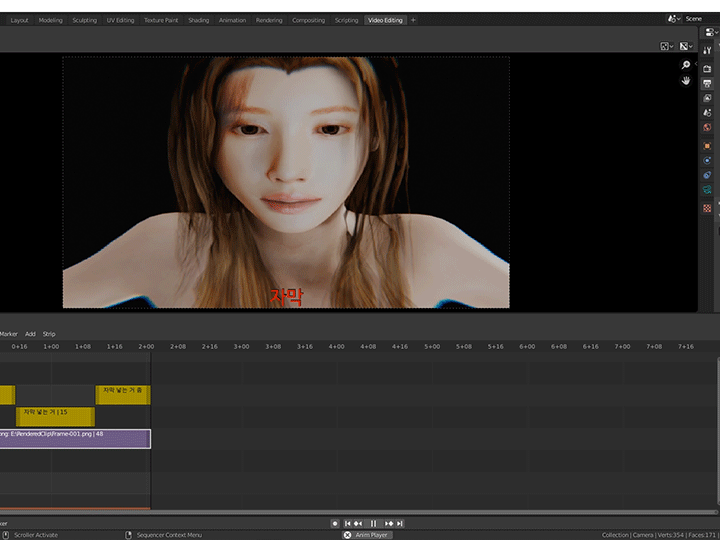 Layout Modeling Sculpting UV Editing Texture Paint Shading Animation Rendering Compositing Scripting Video Editing + Scene
자막
Marker Add Strip
0+16 1+00 1+08 1+16 2+00 2+08 2+16 3+00 3+08 3+16 4+00 4+08 4+16 5+00 5+08 5+16 6+00 6+08 6+16 7+00 7+08 7+16
자막 넣는 거 좀
자막 넣는 거 | 15
ong: E:\RenderedClip\Frame-001.png | 48
ker
Scroller Activate Sequencer Context Menu Anim Player Collection | Camera | Verts:354 | Faces:171 |